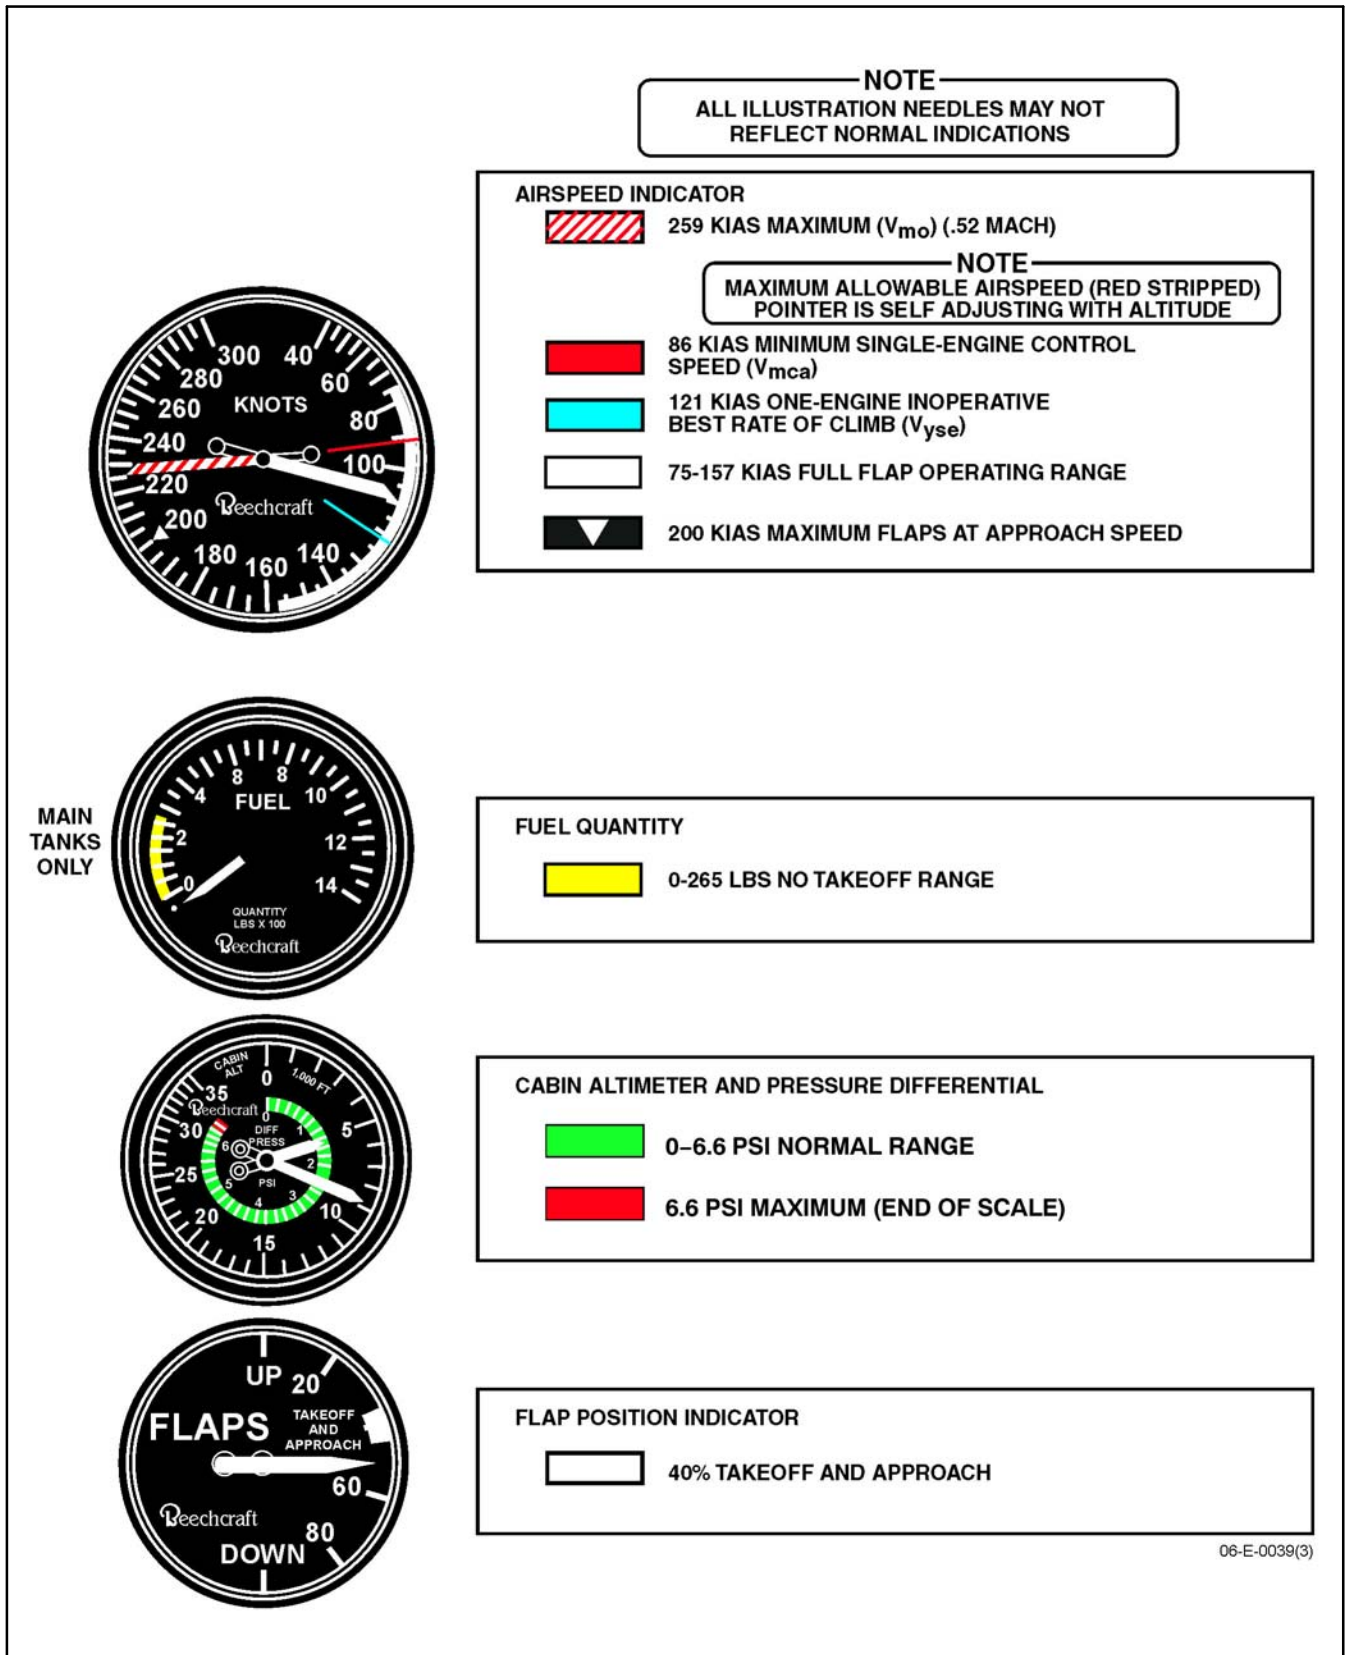 NOTE
ALL ILLUSTRATION NEEDLES MAY NOT
REFLECT NORMAL INDICATIONS
AIRSPEED INDICATOR
259 KIAS MAXIMUM (Vmo) (.52 MACH)
NOTE
MAXIMUM ALLOWABLE AIRSPEED (RED STRIPPED)
POINTER IS SELF ADJUSTING WITH ALTITUDE
86 KIAS MINIMUM SINGLE-ENGINE CONTROL
SPEED (Vmca)
121 KIAS ONE-ENGINE INOPERATIVE
BEST RATE OF CLIMB (Vyse)
75-157 KIAS FULL FLAP OPERATING RANGE
200 KIAS MAXIMUM FLAPS AT APPROACH SPEED
300 40
280 60
260 KNOTS 80
240 100
220
Beechcraft
200
180 160 140
MAIN
TANKS
ONLY
8 8
4 10
FUEL
2 12
0 14
QUANTITY
LBS X 100
Beechcraft
FUEL QUANTITY
0-265 LBS NO TAKEOFF RANGE
CABIN
ALT
1,000 FT
0
35
Beechcraft
0
30 5
DIFF
PRESS
6 1
2
25
5 PSI
4 3
20 10
15
CABIN ALTIMETER AND PRESSURE DIFFERENTIAL
0–6.6 PSI NORMAL RANGE
6.6 PSI MAXIMUM (END OF SCALE)
UP 20
FLAPS
TAKEOFF
AND
APPROACH
60
Beechcraft
80
DOWN
FLAP POSITION INDICATOR
40% TAKEOFF AND APPROACH
06-E-0039(3)